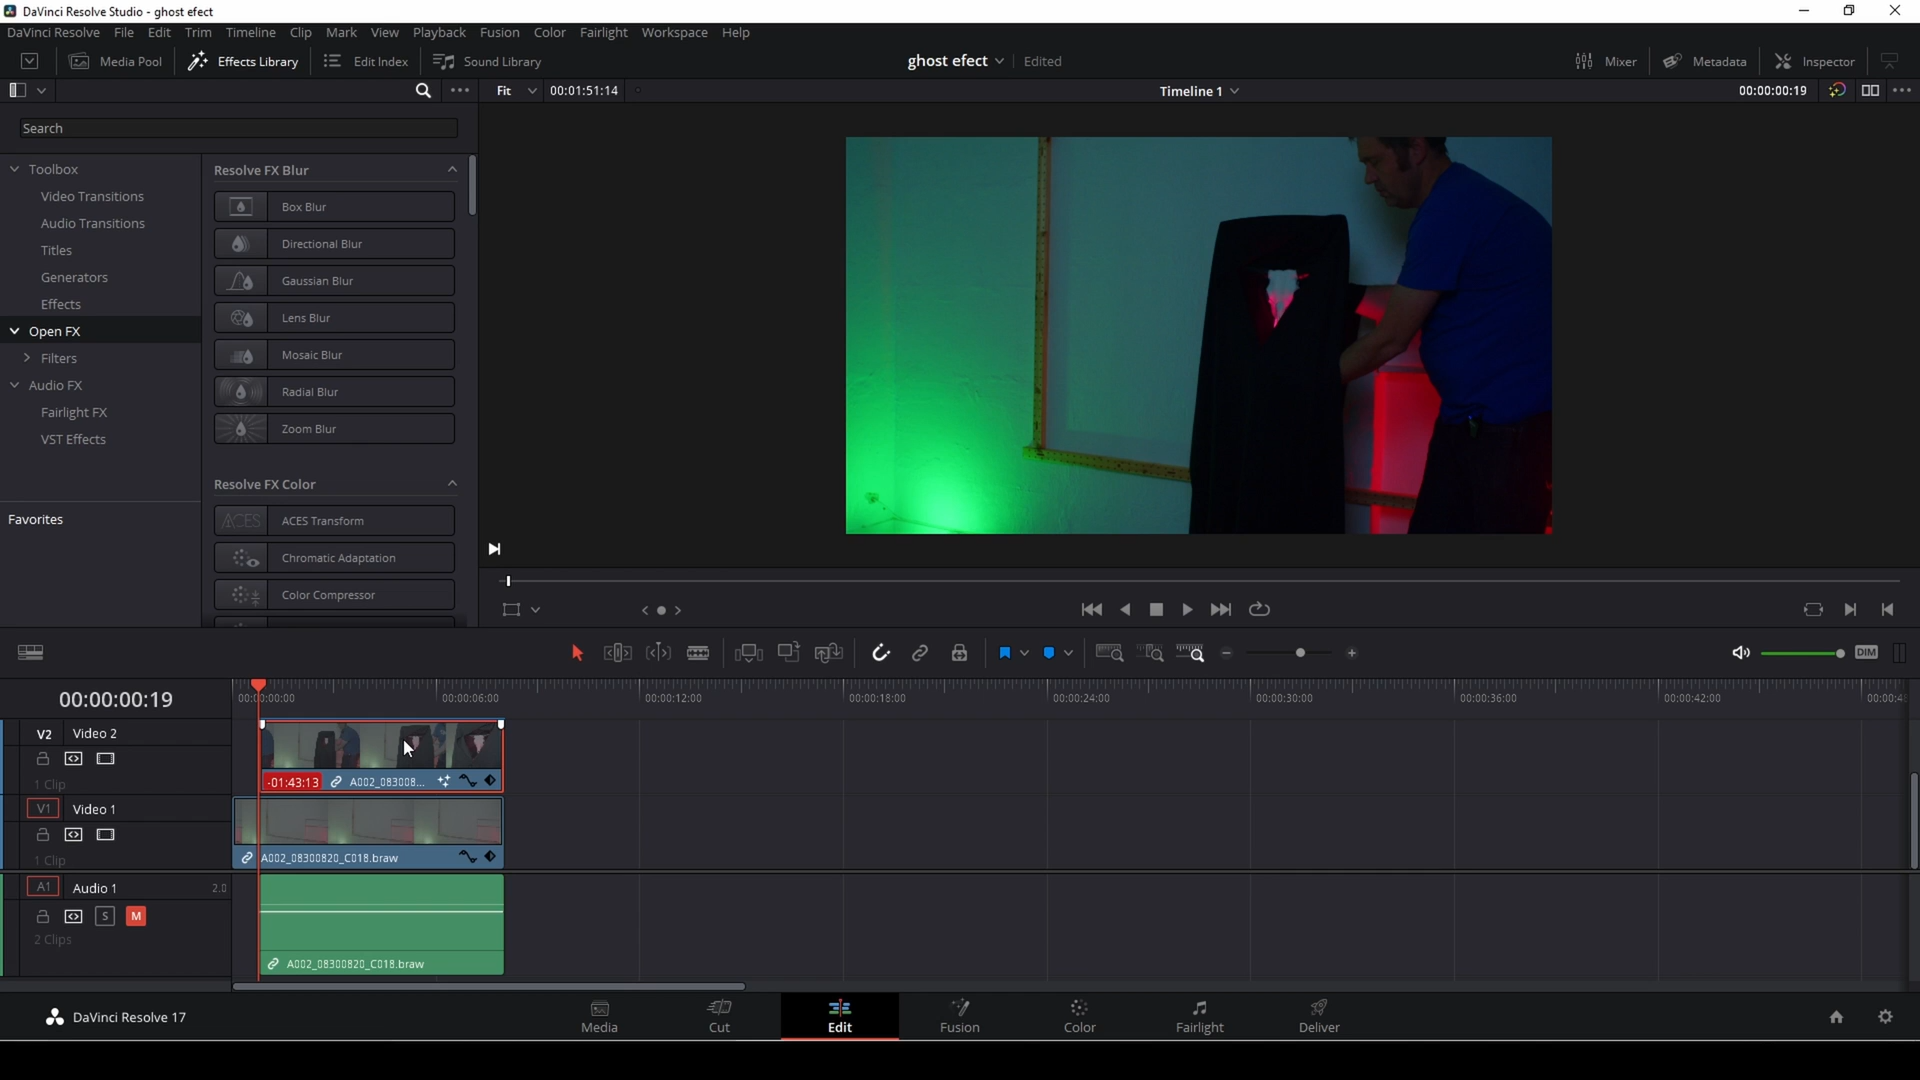 DaVinci Resolve Studio - ghost efect
DaVinci Resolve File Edit Trim Timeline Clip Mark View Playback Fusion Color Fairlight Workspace Help
Media Pool Effects Library Edit Index Sound Library ghost efect Edited Mixer Metadata Inspector
Fit 00:01:51:14 Timeline 1 00:00:00:19
Search
Toolbox
Video Transitions
Audio Transitions
Titles
Generators
Effects
Open FX
Filters
Audio FX
Fairlight FX
VST Effects
Favorites
Resolve FX Blur
Box Blur
Directional Blur
Gaussian Blur
Lens Blur
Mosaic Blur
Radial Blur
Zoom Blur
Resolve FX Color
ACES ACES Transform
Chromatic Adaptation
Color Compressor
DIM
00:00:00:19
00:00:00:00 00:00:06:00 00:00:12:00 00:00:18:00 00:00:24:00 00:00:30:00 00:00:36:00 00:00:42:00
V2 Video 2
1 Clip
-01:43:13 A002_083008...
V1 Video 1
1 Clip
A002_08300820_C018.braw
A1 Audio 1 2.0
S M
2 Clips
A002_08300820_C018.braw
DaVinci Resolve 17
Media Cut Edit Fusion Color Fairlight Deliver